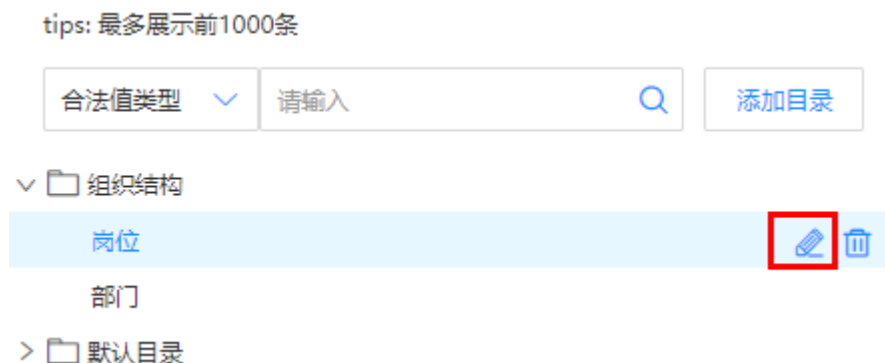 tips: 最多展示前1000条
合法值类型 请输入 添加目录
组织结构
岗位
部门
默认目录